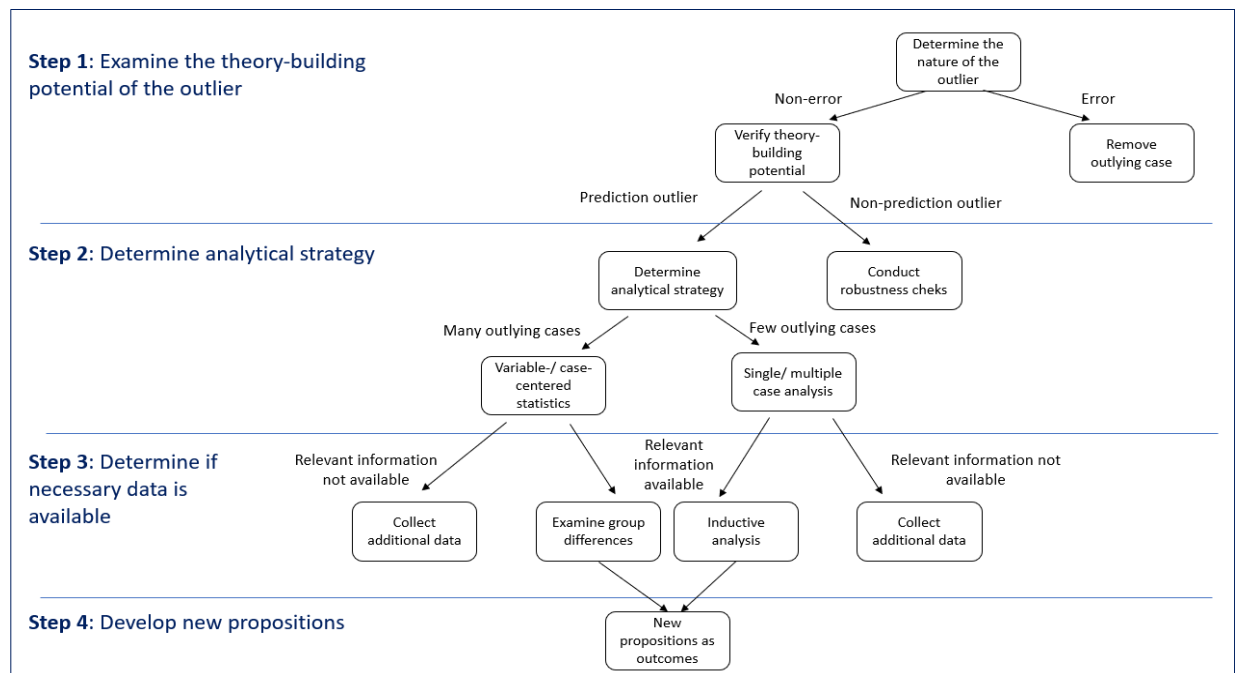 Step 1: Examine the theory-building
potential of the outlier
Determine the
nature of the
outlier
Non-error
Error
Verify theory-
building
potential
Remove
outlying case
Prediction outlier
Non-prediction outlier
Step 2: Determine analytical strategy
Determine
analytical strategy
Conduct
robustness cheks
Many outlying cases
Few outlying cases
Variable-/ case-
centered
statistics
Single/ multiple
case analysis
Step 3: Determine if
necessary data is
available
Relevant information
not available
Relevant
information
available
Relevant information not
available
Collect
additional data
Examine group
differences
Inductive
analysis
Collect
additional data
Step 4: Develop new propositions
New
propositions as
outcomes